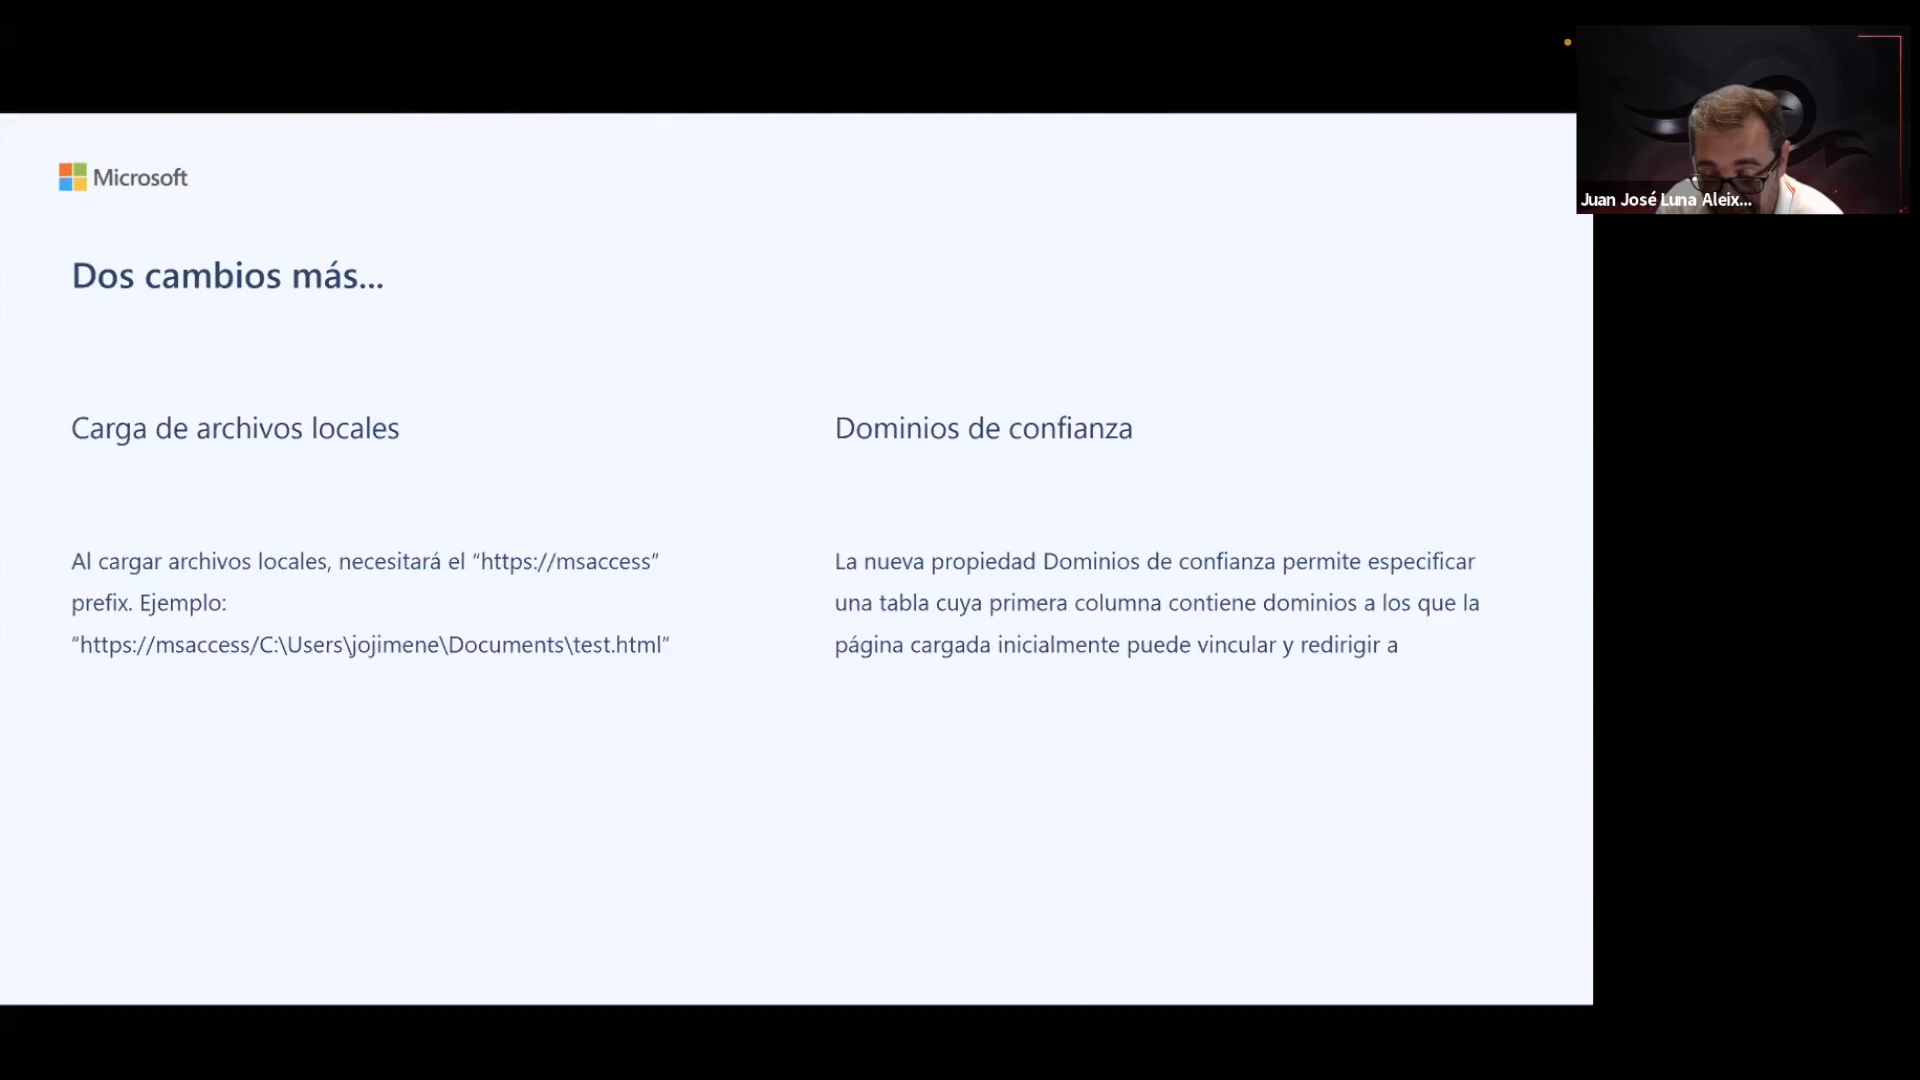 Microsoft
Juan José Luna Aleix...
Dos cambios más...
Carga de archivos locales
Al cargar archivos locales, necesitará el “https://msaccess”
prefix. Ejemplo:
“https://msaccess/C:\Users\jojimene\Documents\test.html”
Dominios de confianza
La nueva propiedad Dominios de confianza permite especificar
una tabla cuya primera columna contiene dominios a los que la
página cargada inicialmente puede vincular y redirigir a